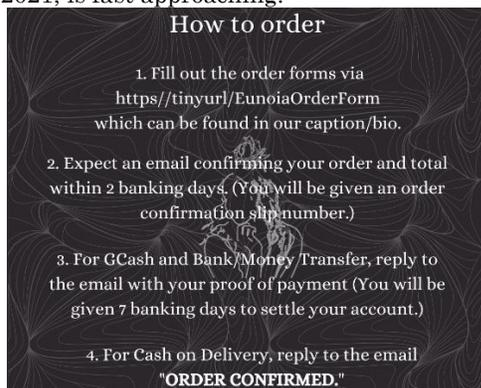 2021, is fast approaching.
How to order
1. Fill out the order forms via
https//tinyurl/EunoiaOrderForm
which can be found in our caption/bio.
2. Expect an email confirming your order and total
within 2 banking days. (You will be given an order
confirmation slip number.)
3. For GCash and Bank/Money Transfer, reply to
the email with your proof of payment (You will be
given 7 banking days to settle your account.)
4. For Cash on Delivery, reply to the email
"ORDER CONFIRMED."